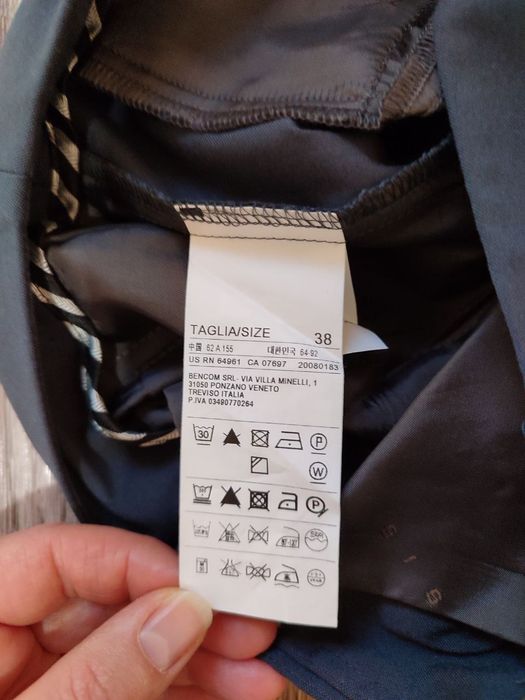 TAGLIA/SIZE 38
中国 62 A 155 대한민국 64-92
US RN 64961 CA 07697 20080183
BENCOM SRL- VIA VILLA MINELLI, 1
31050 PONZANO VENETO
TREVISO ITALIA
P.IVA 03490770264
30 P
W
P